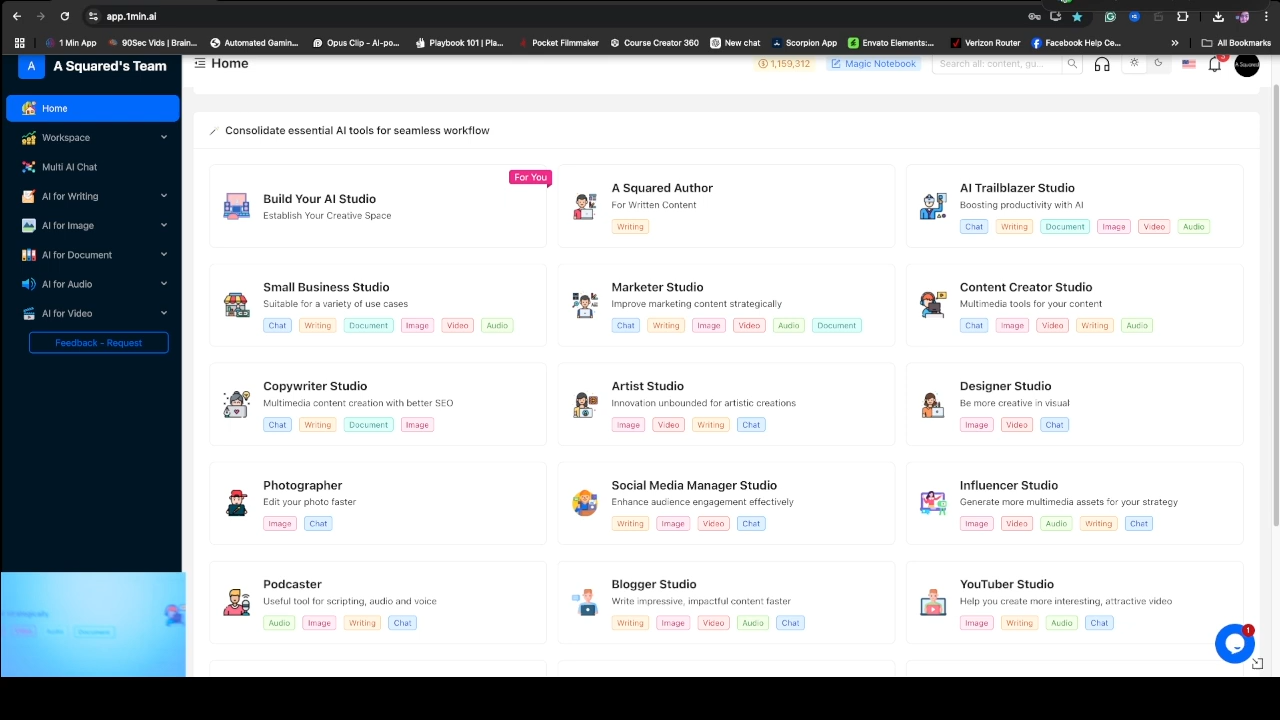 app.1min.ai
1 Min App
90Sec Vids | Brain...
Automated Gamin...
Opus Clip - AI-po...
Playbook 101 | Pla...
Pocket Filmmaker
Course Creator 360
New chat
Scorpion App
Envato Elements:...
Verizon Router
Facebook Help Ce...
»
All Bookmarks
A
A Squared's Team
Home
1,159,312
Magic Notebook
Search all: content, gu...
A Squared
3
Home
Workspace
Multi AI Chat
AI for Writing
AI for Image
AI for Document
AI for Audio
AI for Video
Feedback - Request
Consolidate essential AI tools for seamless workflow
For You
Build Your AI Studio
Establish Your Creative Space
A Squared Author
For Written Content
Writing
AI Trailblazer Studio
Boosting productivity with AI
Chat Writing Document Image Video Audio
Small Business Studio
Suitable for a variety of use cases
Chat Writing Document Image Video Audio
Marketer Studio
Improve marketing content strategically
Chat Writing Image Video Audio Document
Content Creator Studio
Multimedia tools for your content
Chat Image Video Writing Audio
Copywriter Studio
Multimedia content creation with better SEO
Chat Writing Document Image
Artist Studio
Innovation unbounded for artistic creations
Image Video Writing Chat
Designer Studio
Be more creative in visual
Image Video Chat
Photographer
Edit your photo faster
Image Chat
Social Media Manager Studio
Enhance audience engagement effectively
Writing Image Video Chat
Influencer Studio
Generate more multimedia assets for your strategy
Image Video Audio Writing Chat
Podcaster
Useful tool for scripting, audio and voice
Audio Image Writing Chat
Blogger Studio
Write impressive, impactful content faster
Writing Image Video Audio Chat
YouTuber Studio
Help you create more interesting, attractive video
Image Writing Audio Chat
1